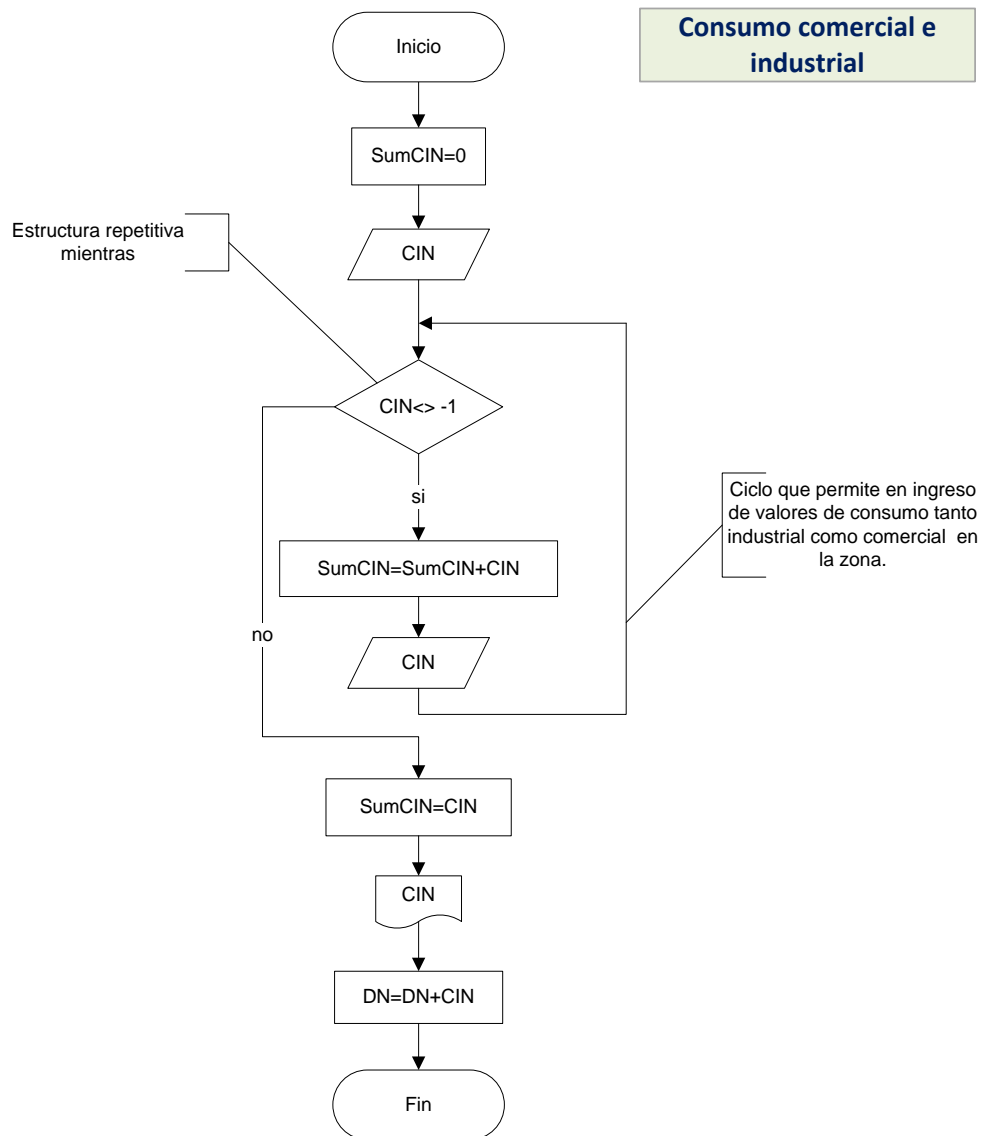 Inicio
Consumo comercial e
industrial
SumCIN=0
Estructura repetitiva
mientras
CIN
CIN<> -1
si
Ciclo que permite en ingreso
de valores de consumo tanto
industrial como comercial en
la zona.
SumCIN=SumCIN+CIN
no
CIN
SumCIN=CIN
CIN
DN=DN+CIN
Fin